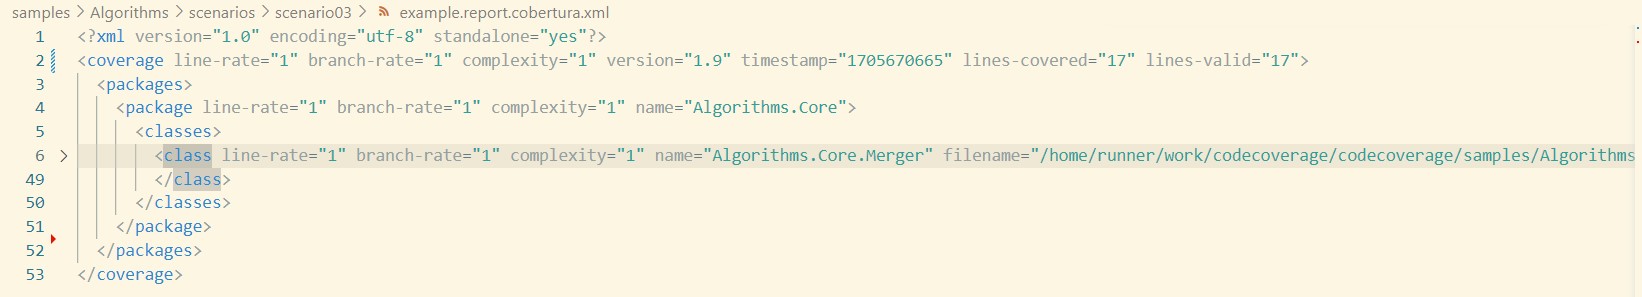 samples > Algorithms > scenarios > scenario03 > example.report.cobertura.xml
1 <?xml version="1.0" encoding="utf-8" standalone="yes"?>
2 <coverage line-rate="1" branch-rate="1" complexity="1" version="1.9" timestamp="1705670665" lines-covered="17" lines-valid="17">
3 <packages>
4 <package line-rate="1" branch-rate="1" complexity="1" name="Algorithms.Core">
5 <classes>
6 > <class line-rate="1" branch-rate="1" complexity="1" name="Algorithms.Core.Merger" filename="/home/runner/work/codecoverage/codecoverage/samples/Algorithms
49 </class>
50 </classes>
51 </package>
52 </packages>
53 </coverage>